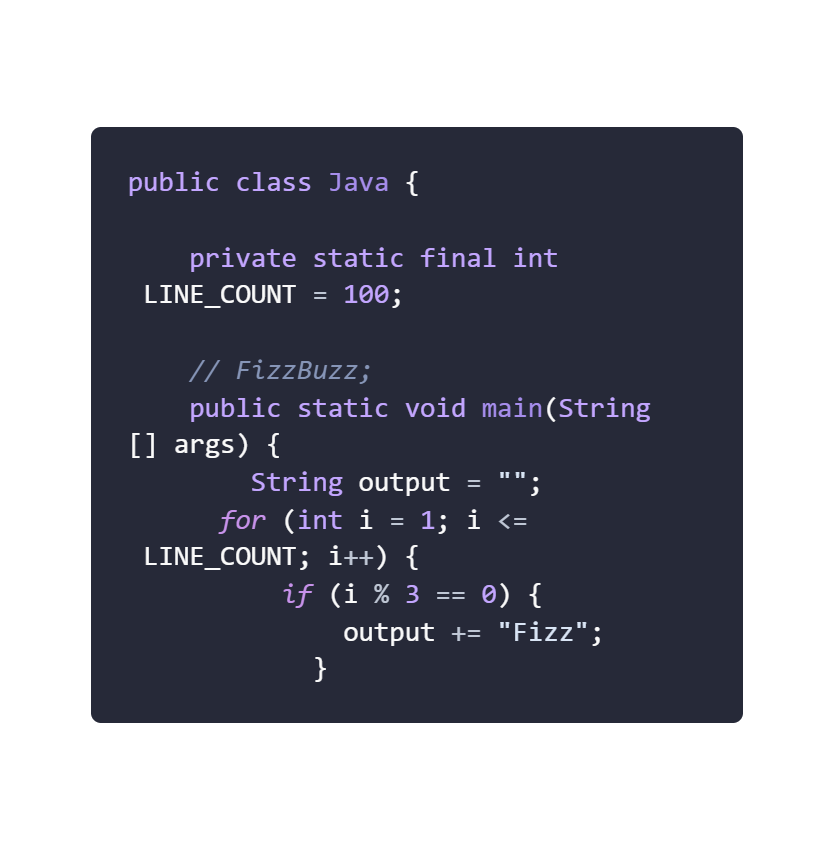 public class Java {
private static final int
LINE_COUNT = 100;
// FizzBuzz;
public static void main(String
[] args) {
String output = "";
for (int i = 1; i <=
LINE_COUNT; i++) {
if (i % 3 == 0) {
output += "Fizz";
}